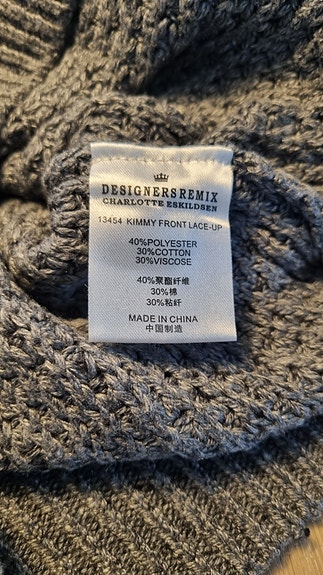 DESIGNERSREMIX
CHARLOTTE ESKILDSEN
13454 KIMMY FRONT LACE-UP
40%POLYESTER
30%COTTON
30%VISCOSE
40%聚酯纤维
30%棉
30%粘纤
MADE IN CHINA
中国制造